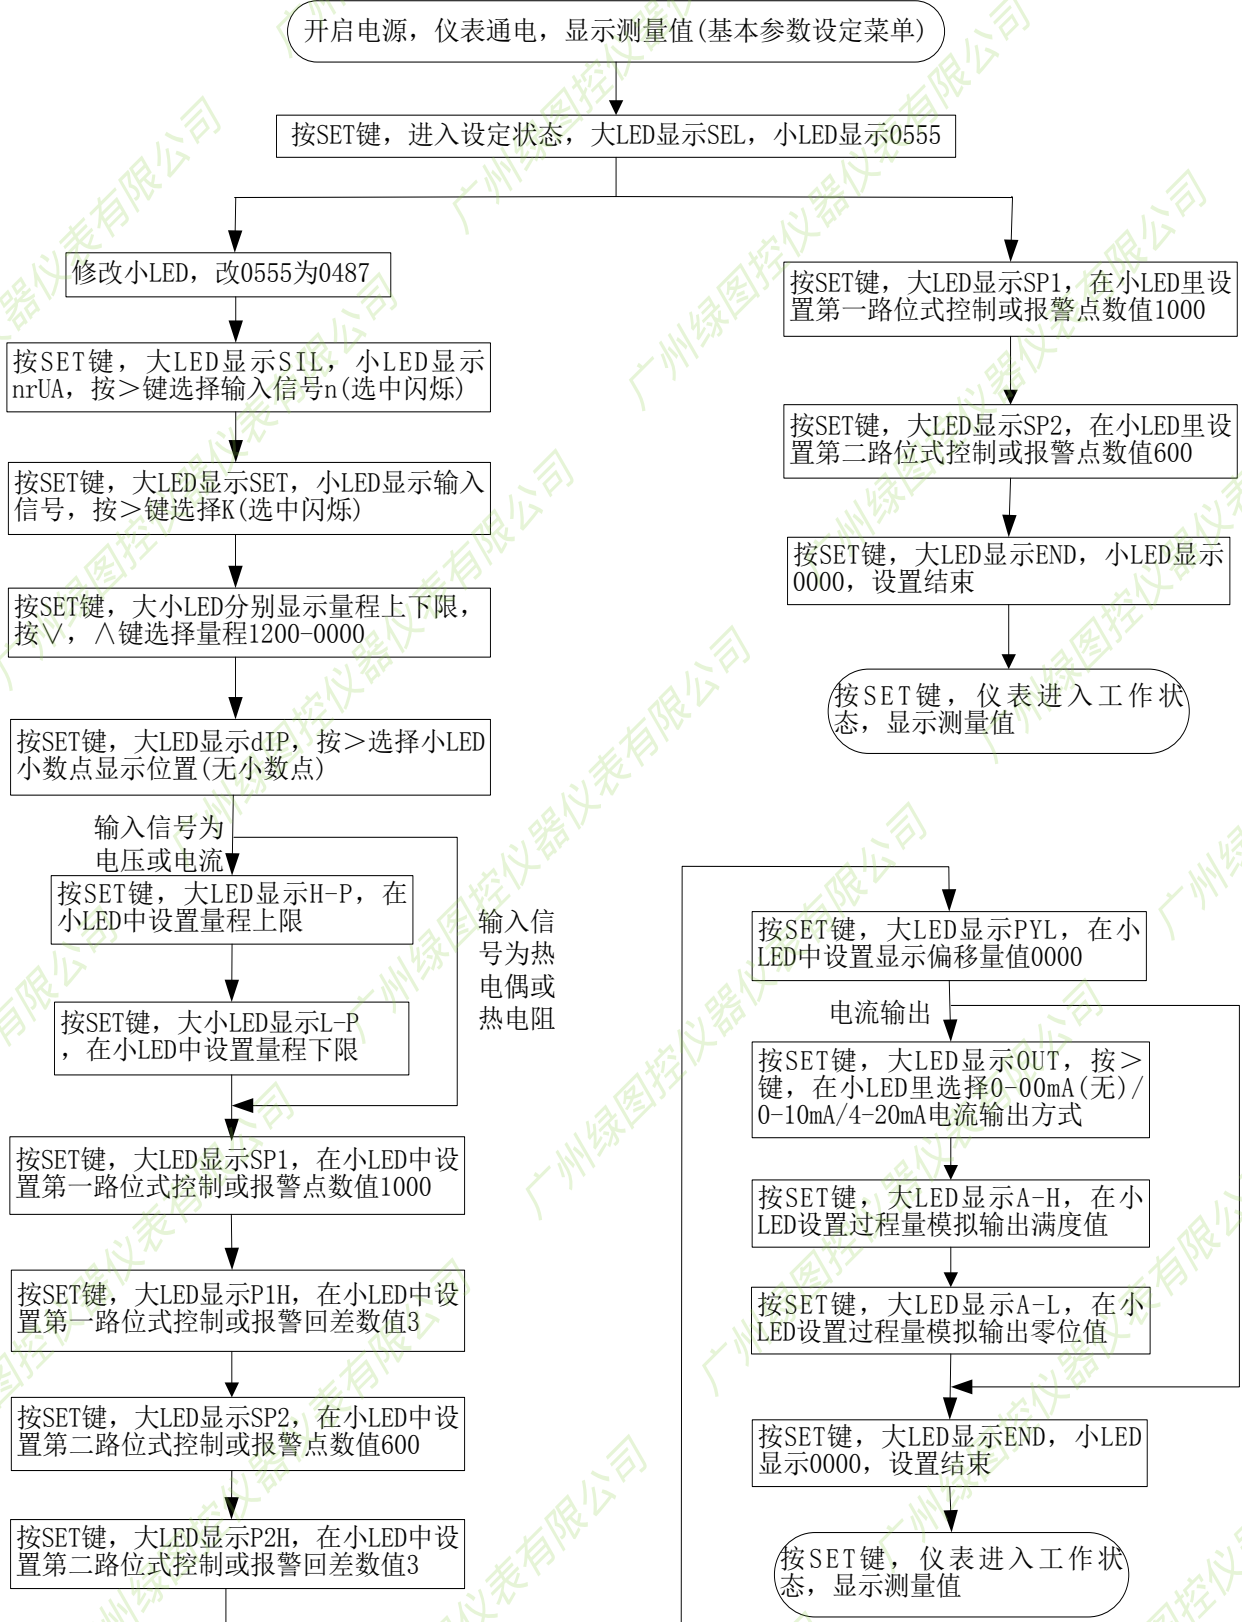 开启电源，仪表通电，显示测量值(基本参数设定菜单)
按SET键，进入设定状态，大LED显示SEL，小LED显示0555
修改小LED，改0555为0487
按SET键，大LED显示SIL，小LED显示
nrUA，按＞键选择输入信号n(选中闪烁)
按SET键，大LED显示SET，小LED显示输入
信号，按＞键选择K(选中闪烁)
按SET键，大小LED分别显示量程上下限，
按∨，∧键选择量程1200-0000
按SET键，大LED显示dIP，按＞选择小LED
小数点显示位置(无小数点)
输入信号为
电压或电流
按SET键，大LED显示H-P，在
小LED中设置量程上限
输入信
号为热
电偶或
热电阻
按SET键，大小LED显示L-P
，在小LED中设置量程下限
按SET键，大LED显示SP1，在小LED中设
置第一路位式控制或报警点数值1000
按SET键，大LED显示P1H，在小LED中设
置第一路位式控制或报警回差数值3
按SET键，大LED显示SP2，在小LED中设
置第二路位式控制或报警点数值600
按SET键，大LED显示P2H，在小LED中设
置第二路位式控制或报警回差数值3
按SET键，大LED显示SP1，在小LED里设
置第一路位式控制或报警点数值1000
按SET键，大LED显示SP2，在小LED里设
置第二路位式控制或报警点数值600
按SET键，大LED显示END，小LED显示
0000，设置结束
按SET键，仪表进入工作状
态，显示测量值
按SET键，大LED显示PYL，在小
LED中设置显示偏移量值0000
电流输出
按SET键，大LED显示OUT，按＞
键，在小LED里选择0-00mA(无)/
0-10mA/4-20mA电流输出方式
按SET键，大LED显示A-H，在小
LED设置过程量模拟输出满度值
按SET键，大LED显示A-L，在小
LED设置过程量模拟输出零位值
按SET键，大LED显示END，小LED
显示0000，设置结束
按SET键，仪表进入工作状
态，显示测量值
广州绿图控仪器仪表有限公司